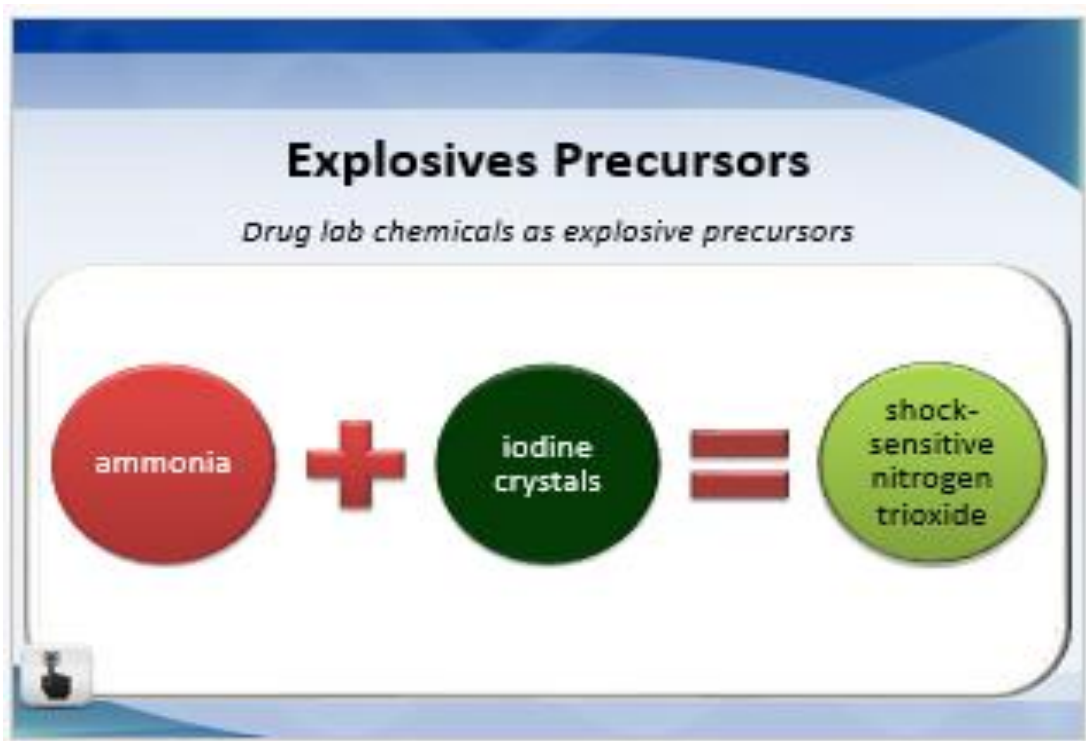 Explosives Precursors
Drug lab chemicals as explosive precursors
ammonia
iodine
crystals
shock-
sensitive
nitrogen
trioxide